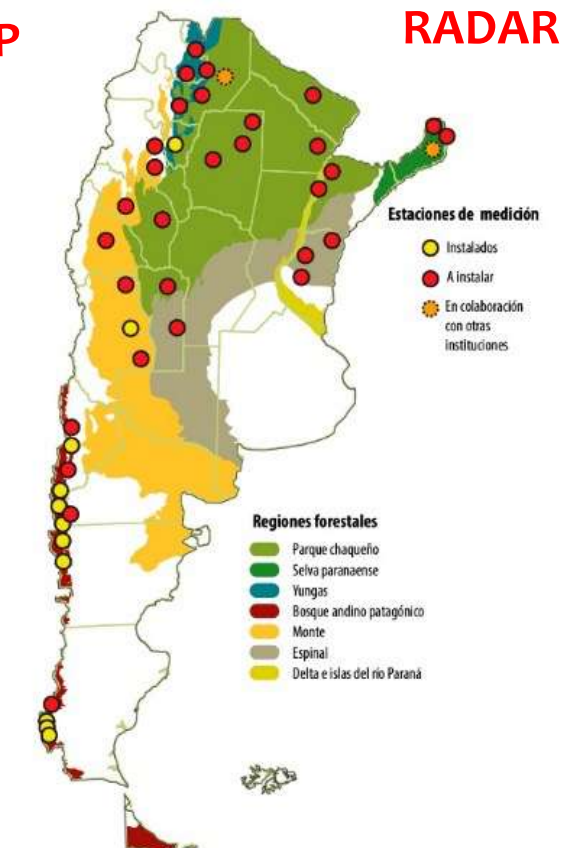 P
RADAR
Estaciones de medición
Instalados
A instalar
En colaboración
con otras
instituciones
Regiones forestales
Parque chaqueño
Selva paranaense
Yungas
Bosque andino patagónico
Monte
Espinal
Delta e islas del río Paraná